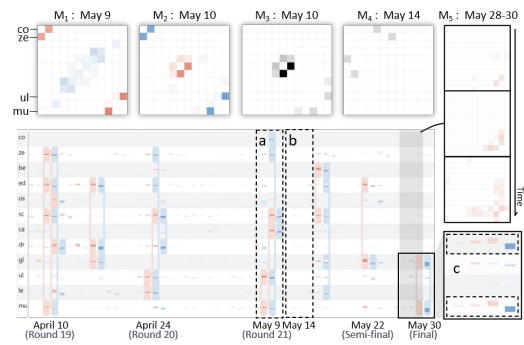 M₁ : May 9
M₂ : May 10
M₃ : May 10
M₄ : May 14
M₅ : May 28-30
co
ze
ul
mu
Time
a
b
co
ze
be
ed
os
sc
ca
dr
gl
ul
le
mu
c
April 10
(Round 19)
April 24
(Round 20)
May 9
(Round 21)
May 14
May 22
(Semi-final)
May 30
(Final)